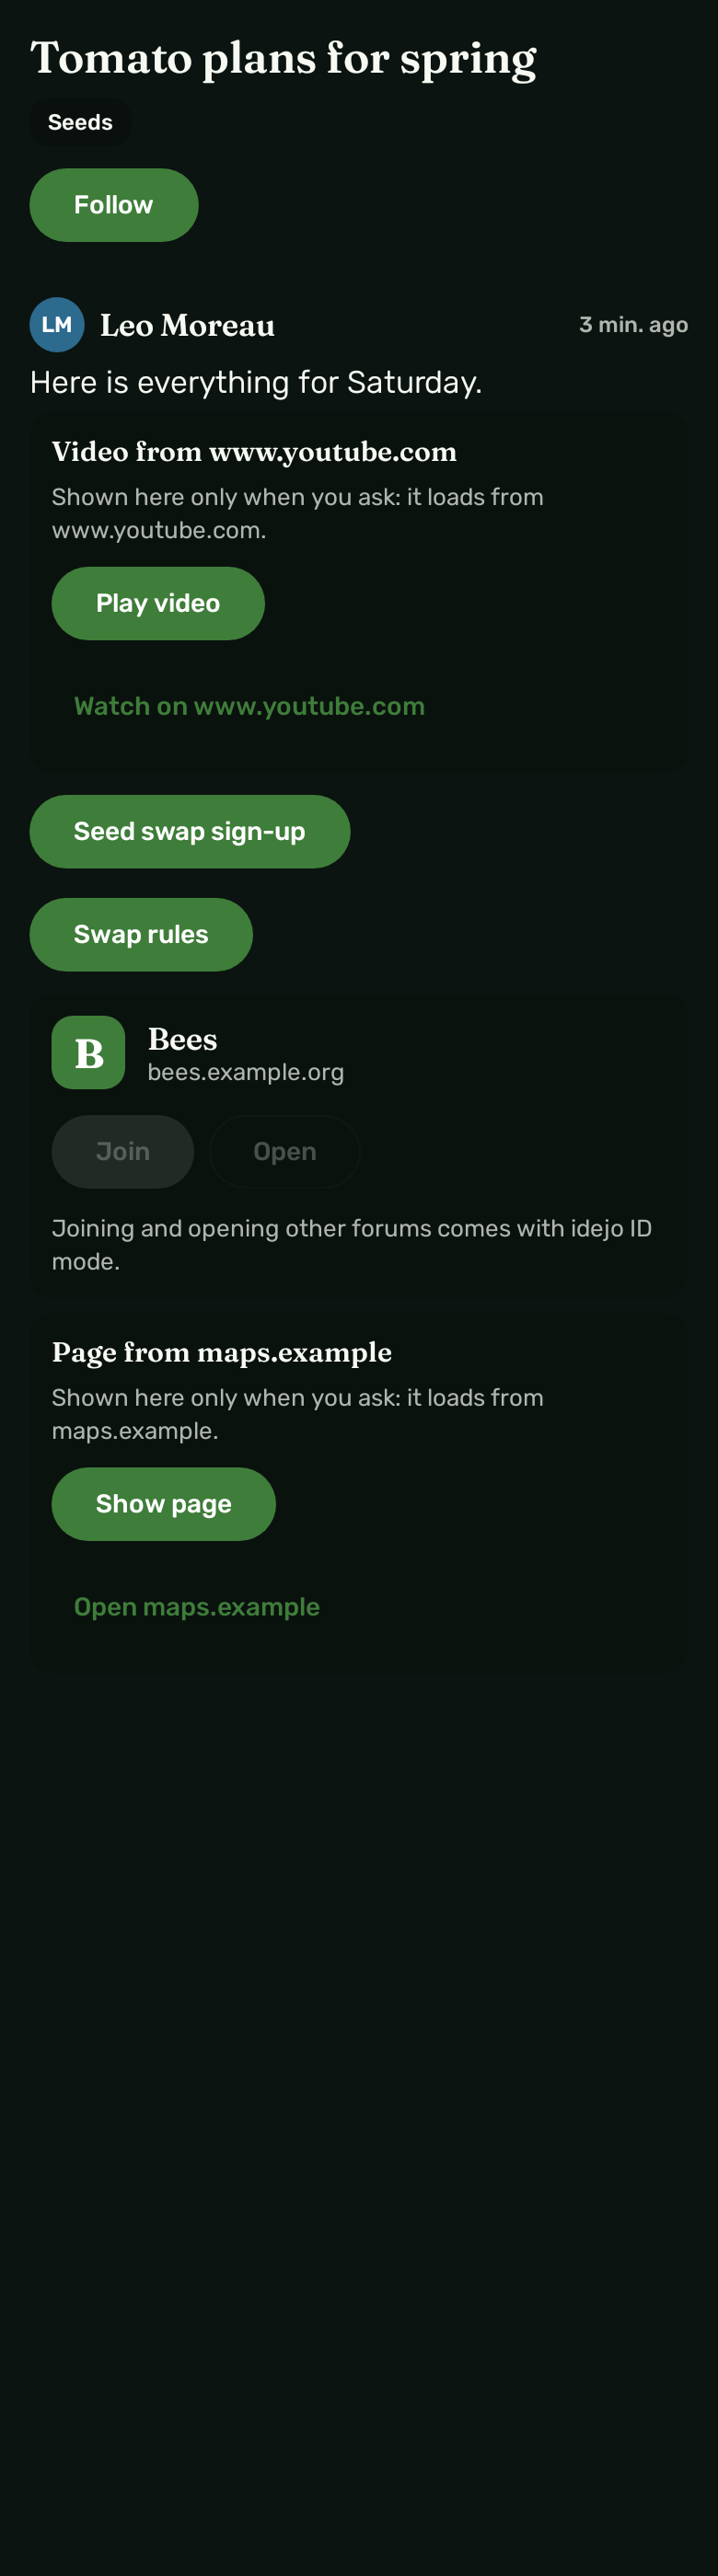 Tomato plans for spring
Seeds
Follow
LM Leo Moreau 3 min. ago
Here is everything for Saturday.
Video from www.youtube.com
Shown here only when you ask: it loads from
www.youtube.com.
Play video
Watch on www.youtube.com
Seed swap sign-up
Swap rules
B Bees
bees.example.org
Join Open
Joining and opening other forums comes with idejo ID
mode.
Page from maps.example
Shown here only when you ask: it loads from
maps.example.
Show page
Open maps.example